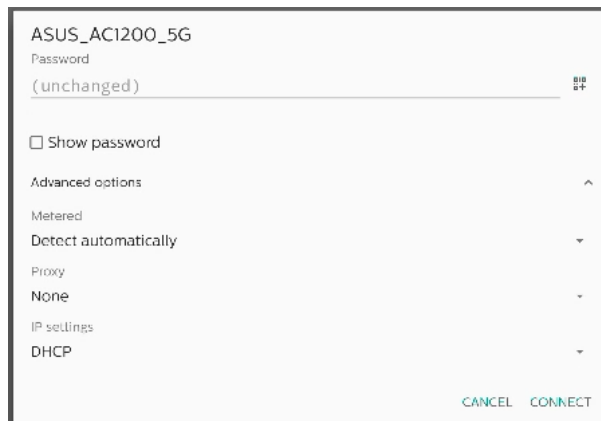 ASUS_AC1200_5G
Password
(unchanged)
Show password
Advanced options
Metered
Detect automatically
Proxy
None
IP settings
DHCP
CANCEL CONNECT